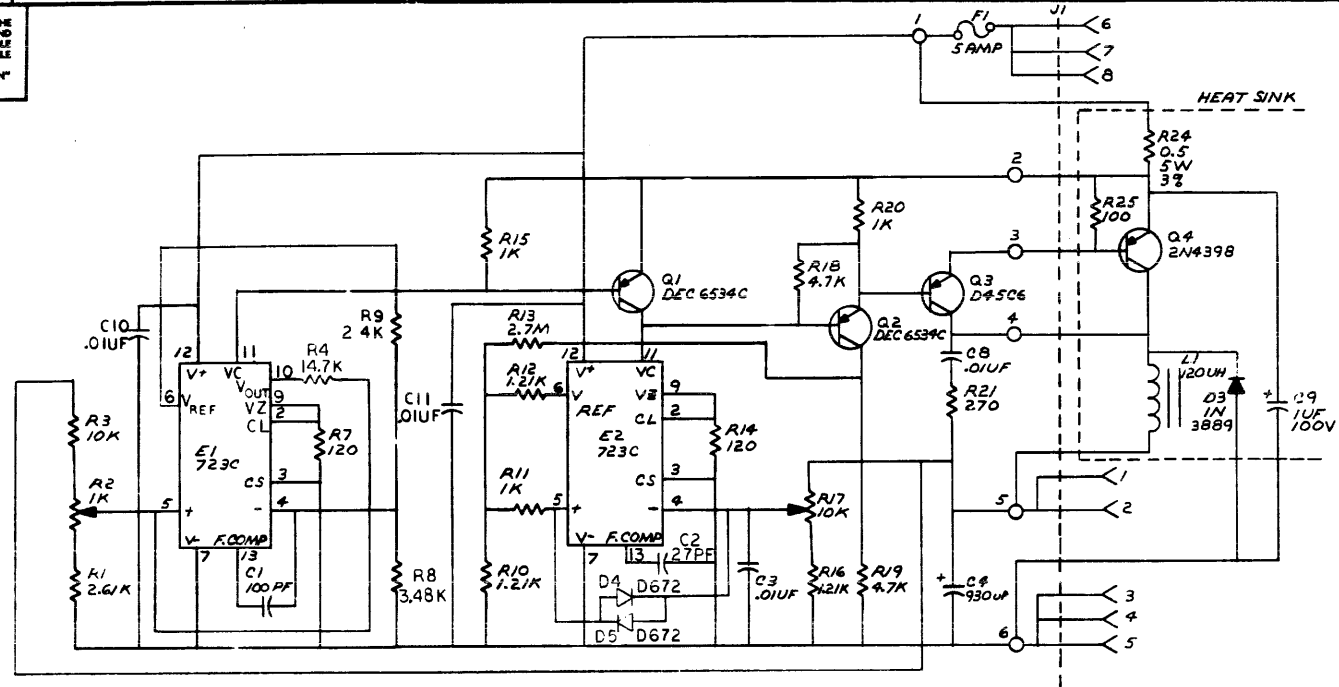 J1
1
F1
5 AMP
6
7
8
HEAT SINK
R24
0.5
5W
3%
2
R25
100
R20
1K
R15
1K
3
Q4
2N4398
Q1
DEC 6534C
R18
4.7K
Q3
D45C6
Q2
DEC 6534C
4
C10
.01UF
R9
2 4K
R13
2.7M
12
11
V+
VC
R4
14.7K
10
VOUT
6
VREF
9
VZ
2
CL
R7
120
E1
723C
3
CS
4
-
5
+
V-
F.COMP
7
13
C1
100PF
R3
10K
R2
1K
R1
2.61K
R8
3.48K
C11
.01UF
R12
1.21K
12
11
V+
VC
6
V
REF
9
VZ
2
CL
R14
120
E2
723C
3
CS
4
-
5
+
V-
F.COMP
7
13
C2
27PF
R11
1K
R10
1.21K
D4
D672
D5
D672
C3
.01UF
R17
10K
R16
1.21K
R19
4.7K
C8
.01UF
R21
270
+
C4
930UF
L1
120UH
D3
1N
3889
+
C9
1UF
100V
5
1
2
6
3
4
5